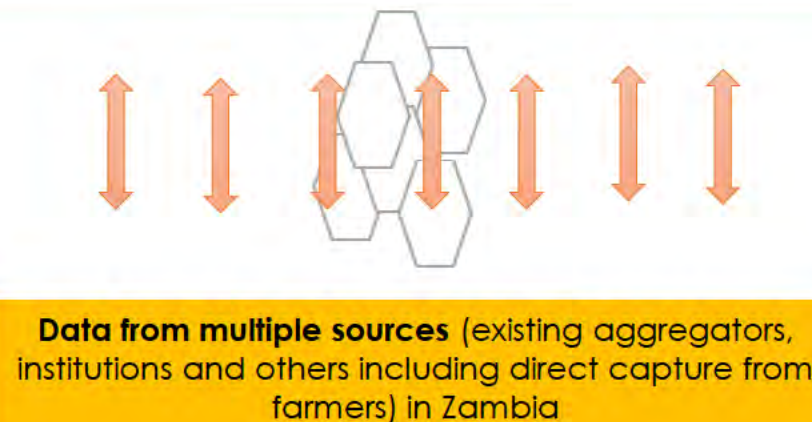 Data from multiple sources (existing aggregators,
institutions and others including direct capture from
farmers) in Zambia